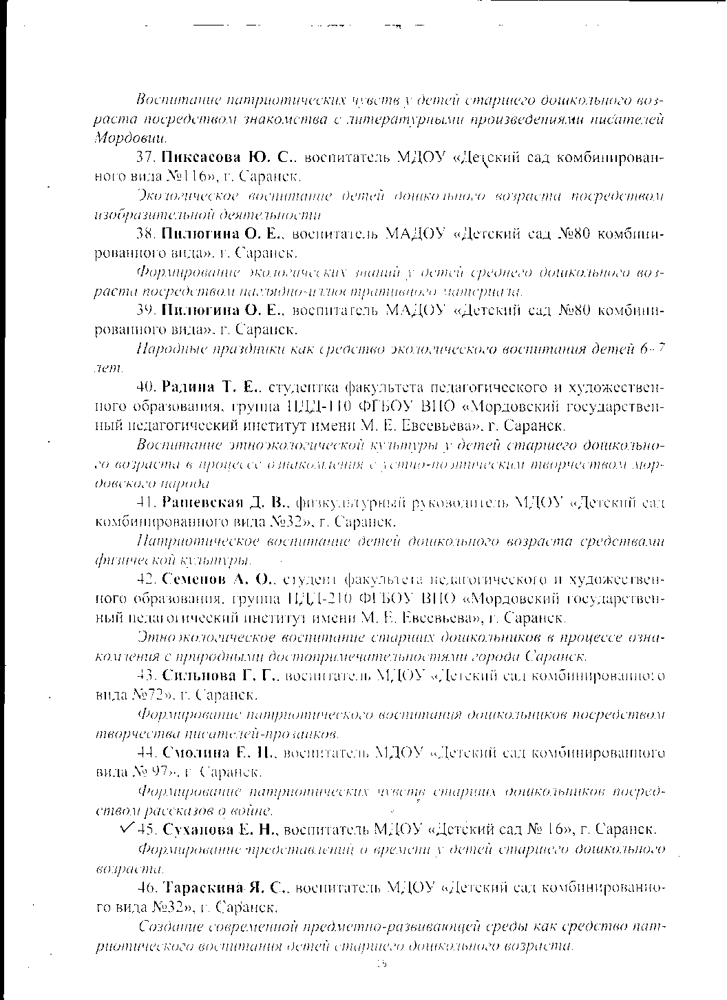 Воспитание патриотических чувств у детей старшего дошкольного воз-
раста посредством знакомства с литературными произведениями писателей
Мордовии.
37. Пиксасова Ю. С., воспитатель МДОУ «Детский сад комбинирован-
ного вида №116», г. Саранск.
Экологическое воспитание детей дошкольного возраста посредством
изобразительной деятельности
38. Пилюгина О. Е., воспитатель МАДОУ «Детский сад №80 комбини-
рованного вида», г. Саранск.
Формирование экологических знаний у детей среднего дошкольного воз-
раста посредством наглядно-иллюстративного материала.
39. Пилюгина О. Е., воспитатель МАДОУ «Детский сад №80 комбини-
рованного вида», г. Саранск.
Народные праздники как средство экологического воспитания детей 6–7
лет.
40. Радина Т. Е., студентка факультета педагогического и художествен-
ного образования, группа ПДД-110 ФГБОУ ВПО «Мордовский государствен-
ный педагогический институт имени М. Е. Евсевьева», г. Саранск.
Воспитание этноэкологической культуры у детей старшего дошкольно-
го возраста в процессе ознакомления с устно-поэтическим творчеством мор-
довского народа
41. Рашевская Д. В., физкультурный руководитель МДОУ «Детский сад
комбинированного вида №32», г. Саранск.
Патриотическое воспитание детей дошкольного возраста средствами
физической культуры.
42. Семенов А. О., студент факультета педагогического и художествен-
ного образования, группа ПДД-210 ФГБОУ ВПО «Мордовский государствен-
ный педагогический институт имени М. Е. Евсевьева», г. Саранск.
Этноэкологическое воспитание старших дошкольников в процессе озна-
комления с природными достопримечательностями города Саранск.
43. Сильнова Г. Г., воспитатель МДОУ «Детский сад комбинированного
вида №72», г. Саранск.
Формирование патриотического воспитания дошкольников посредством
творчества писателей-прозаиков.
44. Смолина Е. Н., воспитатель МДОУ «Детский сад комбинированного
вида № 97», г. Саранск.
Формирование патриотических чувств старших дошкольников посред-
ством рассказов о войне.
✓ 45. Суханова Е. Н., воспитатель МДОУ «Детский сад № 16», г. Саранск.
Формирование представлений о времени у детей старшего дошкольного
возраста.
46. Тараскина Я. С., воспитатель МДОУ «Детский сад комбинированно-
го вида №32», г. Саранск.
Создание современной предметно-развивающей среды как средство пат-
риотического воспитания детей старшего дошкольного возраста.